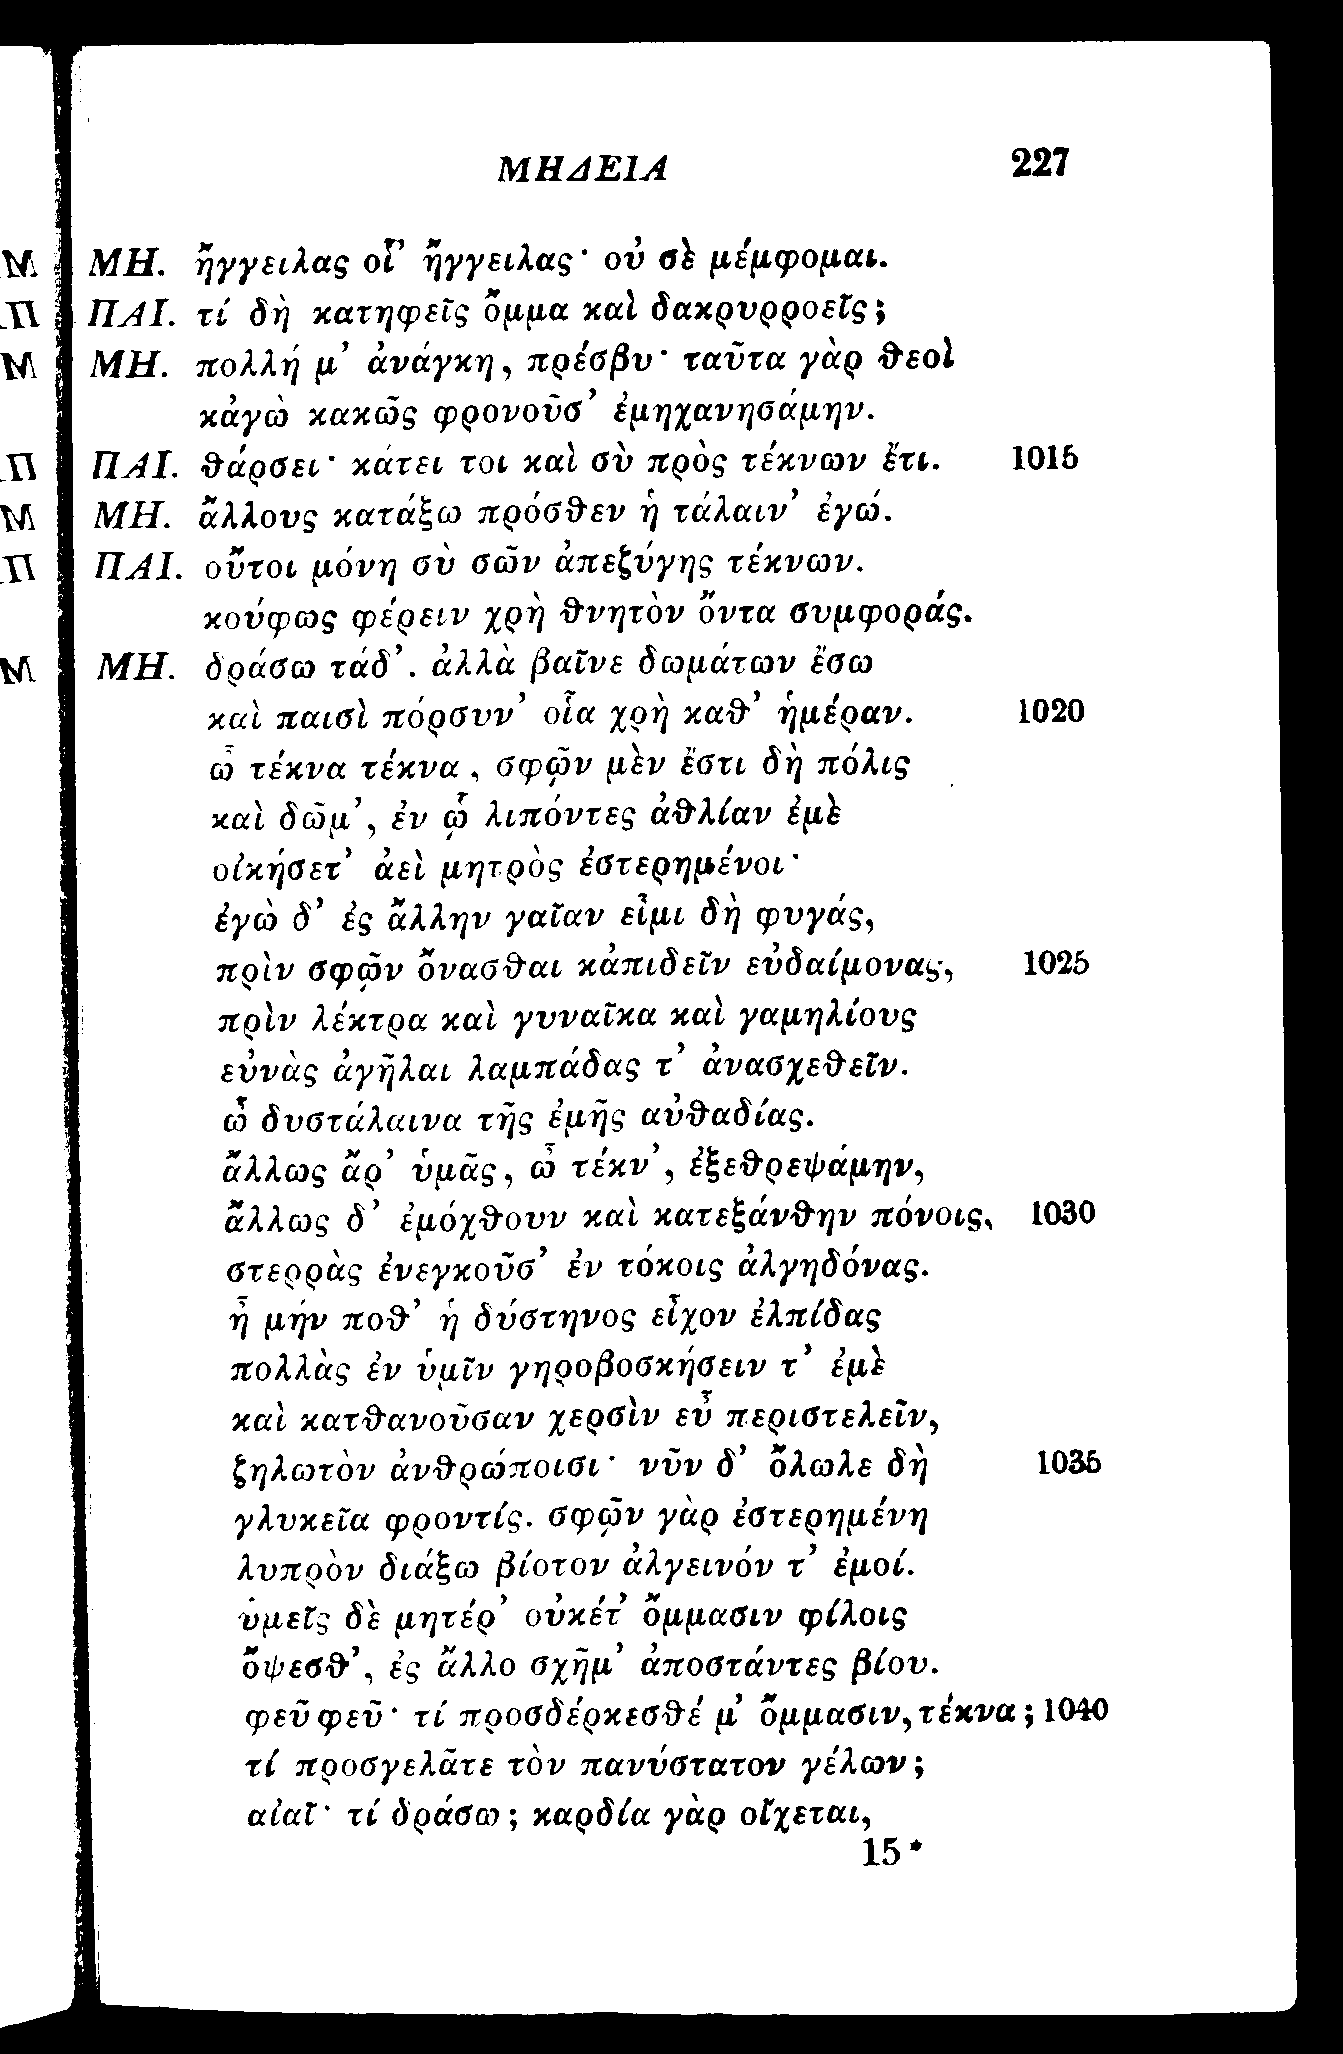 ΜΗΔΕΙΑ 227
ΜΗ. ἤγγειλας οἷ' ἤγγειλας· οὐ σὲ μέμφομαι.
ΠΑΙ. τί δὴ κατηφεῖς ὄμμα καὶ δακρυρροεῖς;
ΜΗ. πολλή μ' ἀνάγκη, πρέσβυ· ταῦτα γὰρ θεοὶ
κἀγὼ κακῶς φρονοῦσ' ἐμηχανησάμην.
ΠΑΙ. θάρσει· κάτει τοι καὶ σὺ πρὸς τέκνων ἔτι. 1015
ΜΗ. ἄλλους κατάξω πρόσθεν ἡ τάλαιν' ἐγώ.
ΠΑΙ. οὔτοι μόνη σὺ σῶν ἀπεζύγης τέκνων.
κούφως φέρειν χρὴ θνητὸν ὄντα συμφοράς.
ΜΗ. δράσω τάδ'. ἀλλὰ βαῖνε δωμάτων ἔσω
καὶ παισὶ πόρσυν' οἷα χρὴ καθ' ἡμέραν. 1020
ὦ τέκνα τέκνα, σφῷν μὲν ἔστι δὴ πόλις
καὶ δῶμ', ἐν ᾧ λιπόντες ἀθλίαν ἐμὲ
οἰκήσετ' ἀεὶ μητρὸς ἐστερημένοι·
ἐγὼ δ' ἐς ἄλλην γαῖαν εἶμι δὴ φυγάς,
πρὶν σφῷν ὄνασθαι κἀπιδεῖν εὐδαίμονας, 1025
πρὶν λέκτρα καὶ γυναῖκα καὶ γαμηλίους
εὐνὰς ἀγῆλαι λαμπάδας τ' ἀνασχεθεῖν.
ὦ δυστάλαινα τῆς ἐμῆς αὐθαδίας.
ἄλλως ἄρ' ὑμᾶς, ὦ τέκν', ἐξεθρεψάμην,
ἄλλως δ' ἐμόχθουν καὶ κατεξάνθην πόνοις, 1030
στερρὰς ἐνεγκοῦσ' ἐν τόκοις ἀλγηδόνας.
ἦ μήν ποθ' ἡ δύστηνος εἶχον ἐλπίδας
πολλὰς ἐν ὑμῖν γηροβοσκήσειν τ' ἐμὲ
καὶ κατθανοῦσαν χερσὶν εὖ περιστελεῖν,
ζηλωτὸν ἀνθρώποισι· νῦν δ' ὄλωλε δὴ 1035
γλυκεῖα φροντίς. σφῷν γὰρ ἐστερημένη
λυπρὸν διάξω βίοτον ἀλγεινόν τ' ἐμοί.
ὑμεῖς δὲ μητέρ' οὐκέτ' ὄμμασιν φίλοις
ὄψεσθ', ἐς ἄλλο σχῆμ' ἀποστάντες βίου.
φεῦ φεῦ· τί προσδέρκεσθέ μ' ὄμμασιν, τέκνα; 1040
τί προσγελᾶτε τὸν πανύστατον γέλων;
αἰαῖ· τί δράσω; καρδία γὰρ οἴχεται,
15*